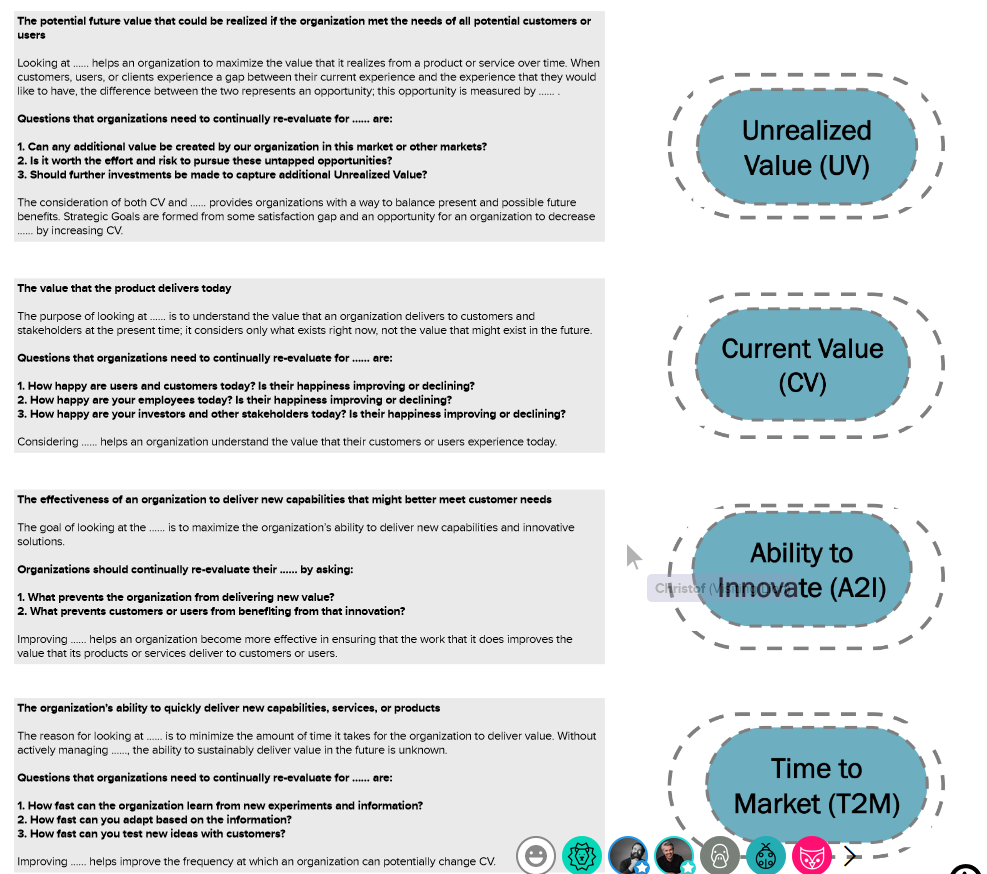 The potential future value that could be realized if the organization met the needs of all potential customers or
users
Looking at ...... helps an organization to maximize the value that it realizes from a product or service over time. When
customers, users, or clients experience a gap between their current experience and the experience that they would
like to have, the difference between the two represents an opportunity; this opportunity is measured by ...... .
Questions that organizations need to continually re-evaluate for ...... are:
1. Can any additional value be created by our organization in this market or other markets?
2. Is it worth the effort and risk to pursue these untapped opportunities?
3. Should further investments be made to capture additional Unrealized Value?
The consideration of both CV and ...... provides organizations with a way to balance present and possible future
benefits. Strategic Goals are formed from some satisfaction gap and an opportunity for an organization to decrease
...... by increasing CV.
Unrealized
Value (UV)
The value that the product delivers today
The purpose of looking at ...... is to understand the value that an organization delivers to customers and
stakeholders at the present time; it considers only what exists right now, not the value that might exist in the future.
Questions that organizations need to continually re-evaluate for ...... are:
1. How happy are users and customers today? Is their happiness improving or declining?
2. How happy are your employees today? Is their happiness improving or declining?
3. How happy are your investors and other stakeholders today? Is their happiness improving or declining?
Considering ...... helps an organization understand the value that their customers or users experience today.
Current Value
(CV)
The effectiveness of an organization to deliver new capabilities that might better meet customer needs
The goal of looking at the ...... is to maximize the organization's ability to deliver new capabilities and innovative
solutions.
Organizations should continually re-evaluate their ...... by asking:
1. What prevents the organization from delivering new value?
2. What prevents customers or users from benefiting from that innovation?
Improving ...... helps an organization become more effective in ensuring that the work that it does improves the
value that its products or services deliver to customers or users.
Ability to
Innovate (A2I)
Christof
The organization's ability to quickly deliver new capabilities, services, or products
The reason for looking at ...... is to minimize the amount of time it takes for the organization to deliver value. Without
actively managing ......, the ability to sustainably deliver value in the future is unknown.
Questions that organizations need to continually re-evaluate for ...... are:
1. How fast can the organization learn from new experiments and information?
2. How fast can you adapt based on the information?
3. How fast can you test new ideas with customers?
Improving ...... helps improve the frequency at which an organization can potentially change CV.
Time to
Market (T2M)